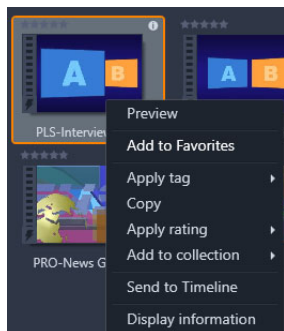 A B
A B
PLS-Interview
Preview
Add to Favorites
Apply tag
Copy
Apply rating
Add to collection
Send to Timeline
Display information
PRO-News G